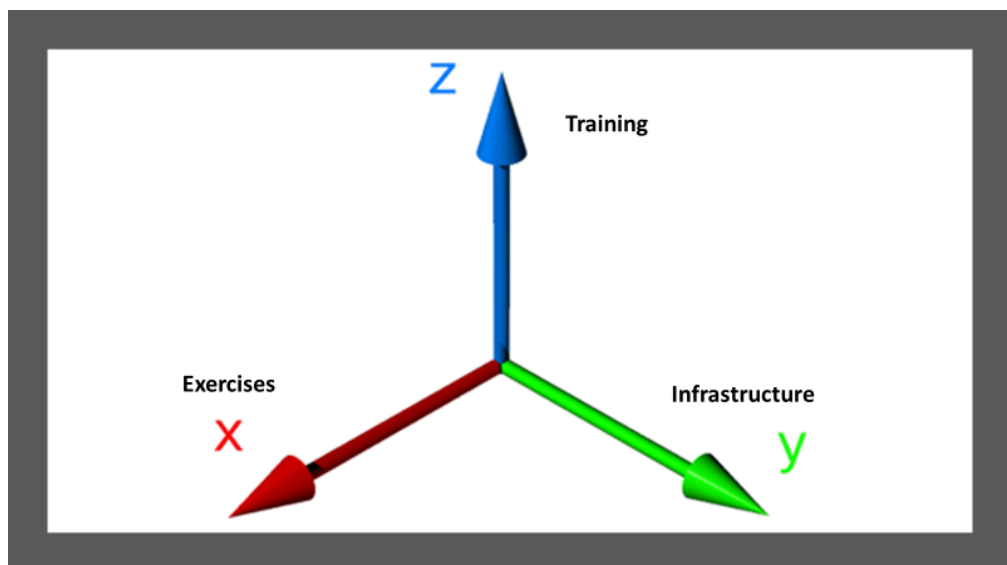 z
Training
Exercises
Infrastructure
x
y